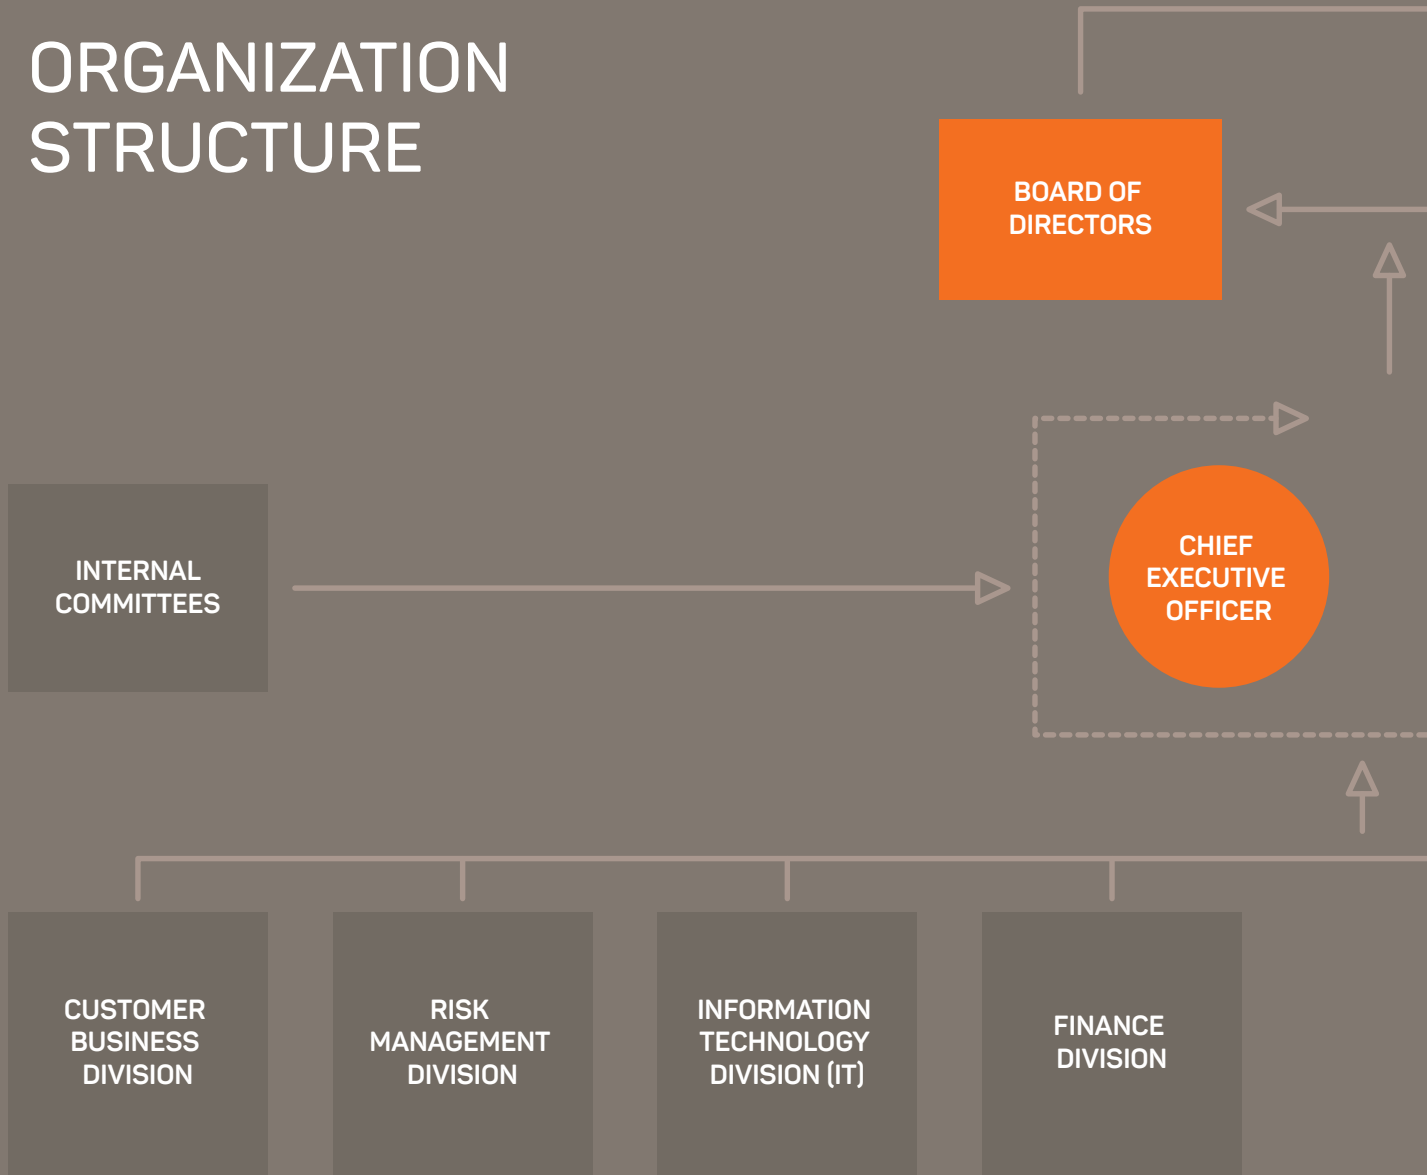 ORGANIZATION
STRUCTURE
BOARD OF
DIRECTORS
CHIEF
EXECUTIVE
OFFICER
INTERNAL
COMMITTEES
CUSTOMER
BUSINESS
DIVISION
RISK
MANAGEMENT
DIVISION
INFORMATION
TECHNOLOGY
DIVISION (IT)
FINANCE
DIVISION